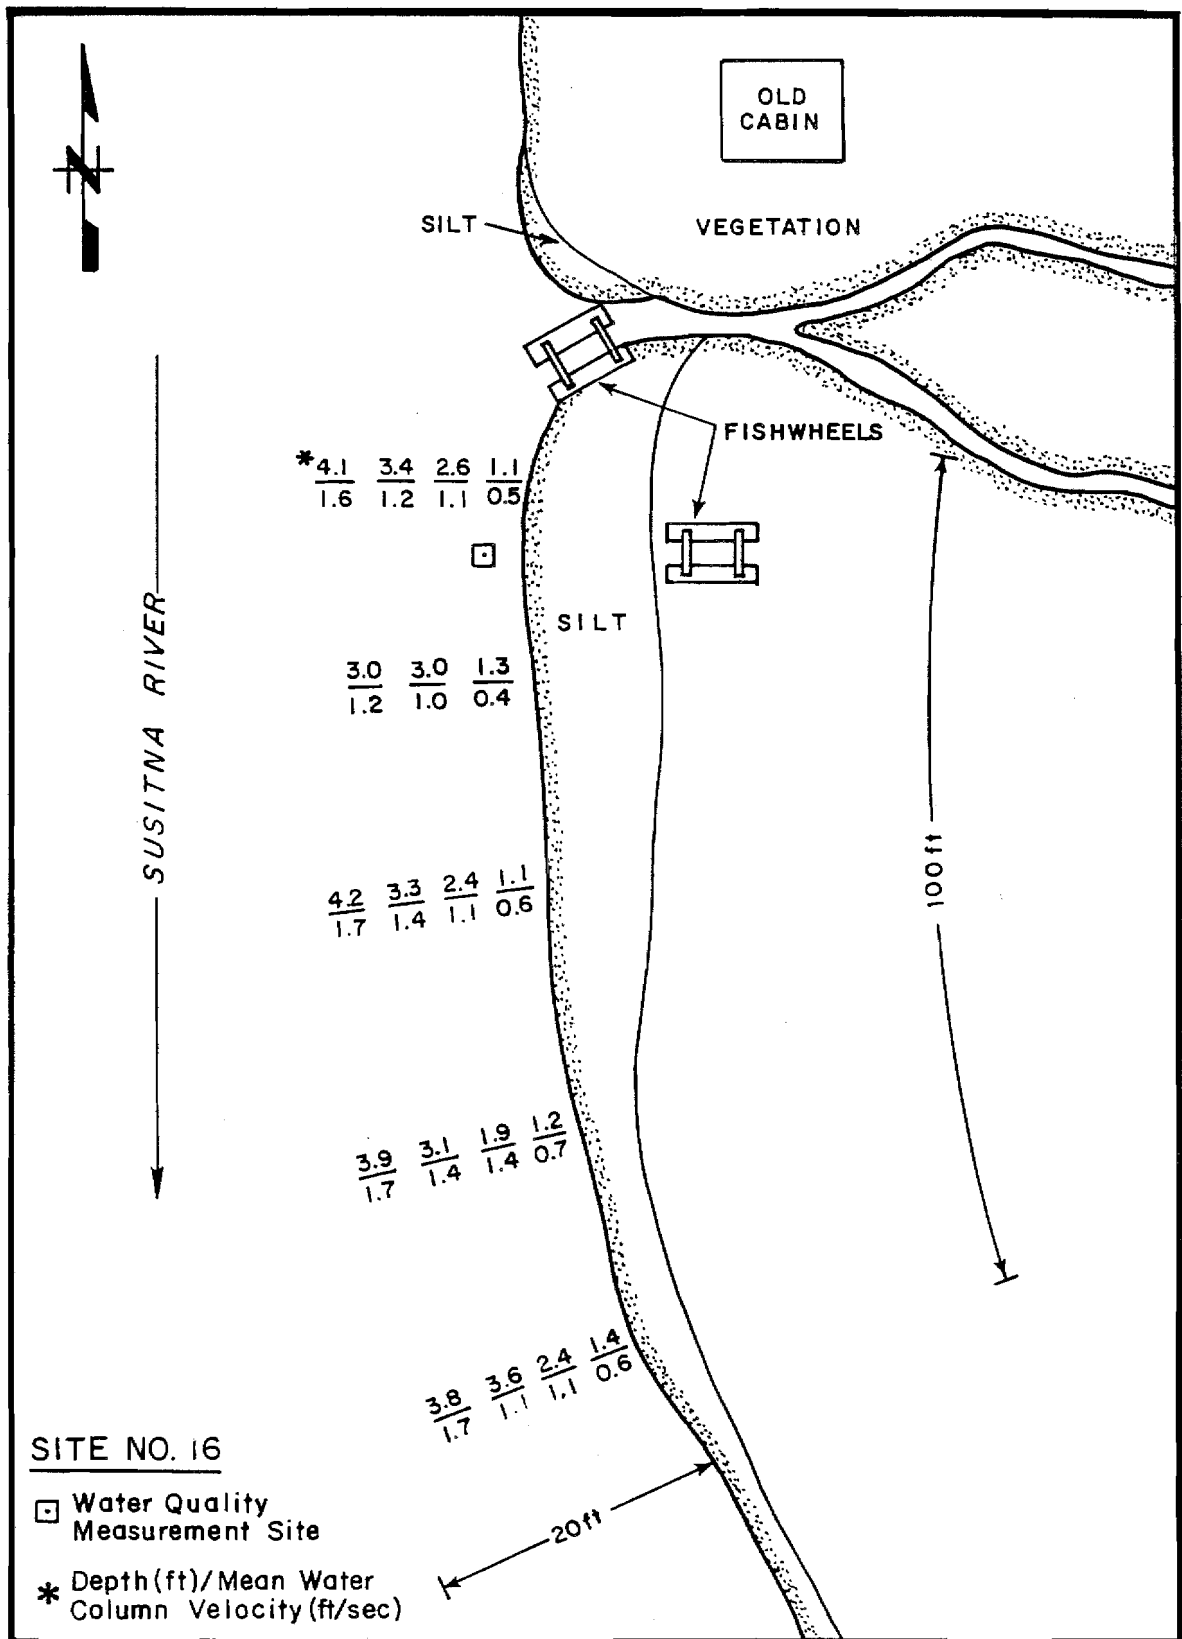 N
OLD
CABIN
SILT
VEGETATION
FISHWHEELS
* 4.1/1.6 3.4/1.2 2.6/1.1 1.1/0.5
SILT
SUSITNA RIVER
3.0/1.2 3.0/1.0 1.3/0.4
100ft
4.2/1.7 3.3/1.4 2.4/1.1 1.1/0.6
3.9/1.7 3.1/1.4 1.9/1.4 1.2/0.7
3.8/1.7 3.6/1.1 2.4/1.1 1.4/0.6
20ft
SITE NO. 16
Water Quality
Measurement Site
* Depth (ft)/Mean Water
Column Velocity (ft/sec)